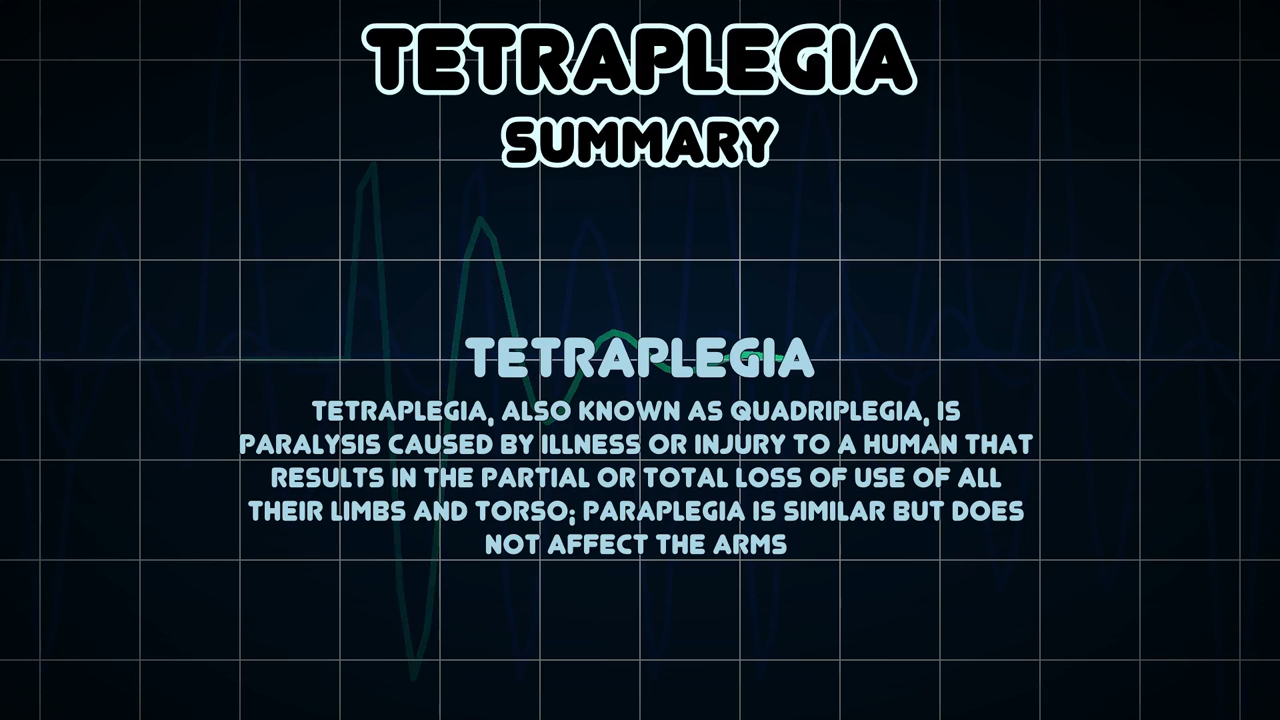 TETRAPLEGIA
SUMMARY
TETRAPLEGIA
TETRAPLEGIA, ALSO KNOWN AS QUADRIPLEGIA, IS
PARALYSIS CAUSED BY ILLNESS OR INJURY TO A HUMAN THAT
RESULTS IN THE PARTIAL OR TOTAL LOSS OF USE OF ALL
THEIR LIMBS AND TORSO; PARAPLEGIA IS SIMILAR BUT DOES
NOT AFFECT THE ARMS